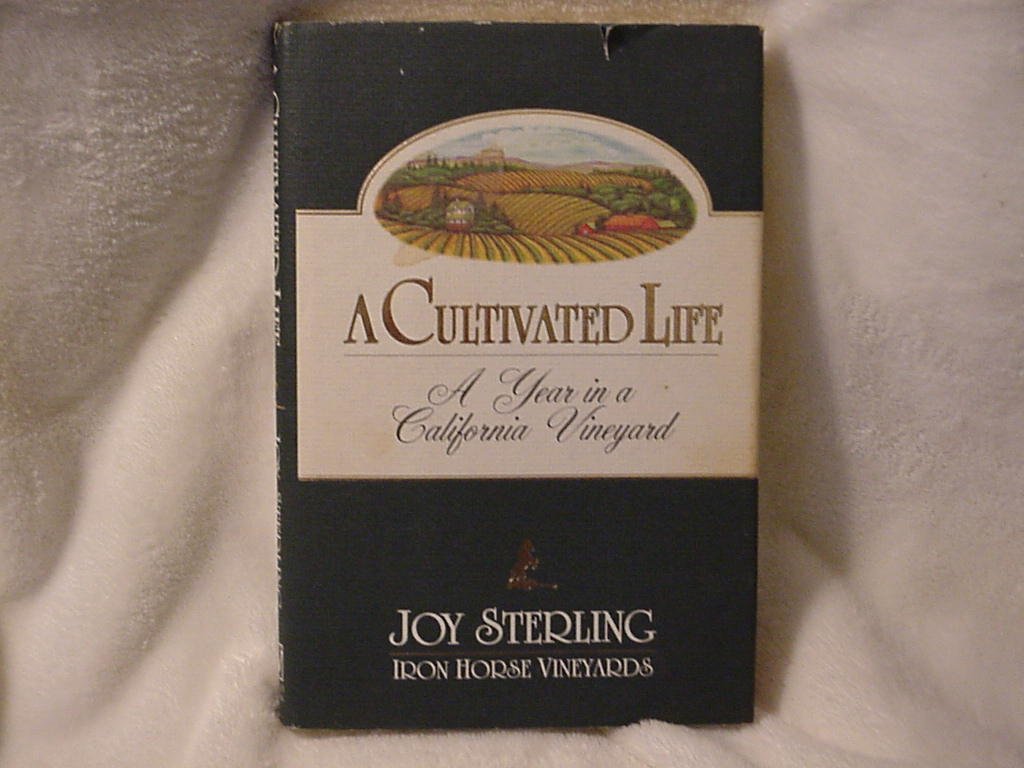 A CULTIVATED LIFE
A Year in a
California Vineyard
JOY STERLING
IRON HORSE VINEYARDS